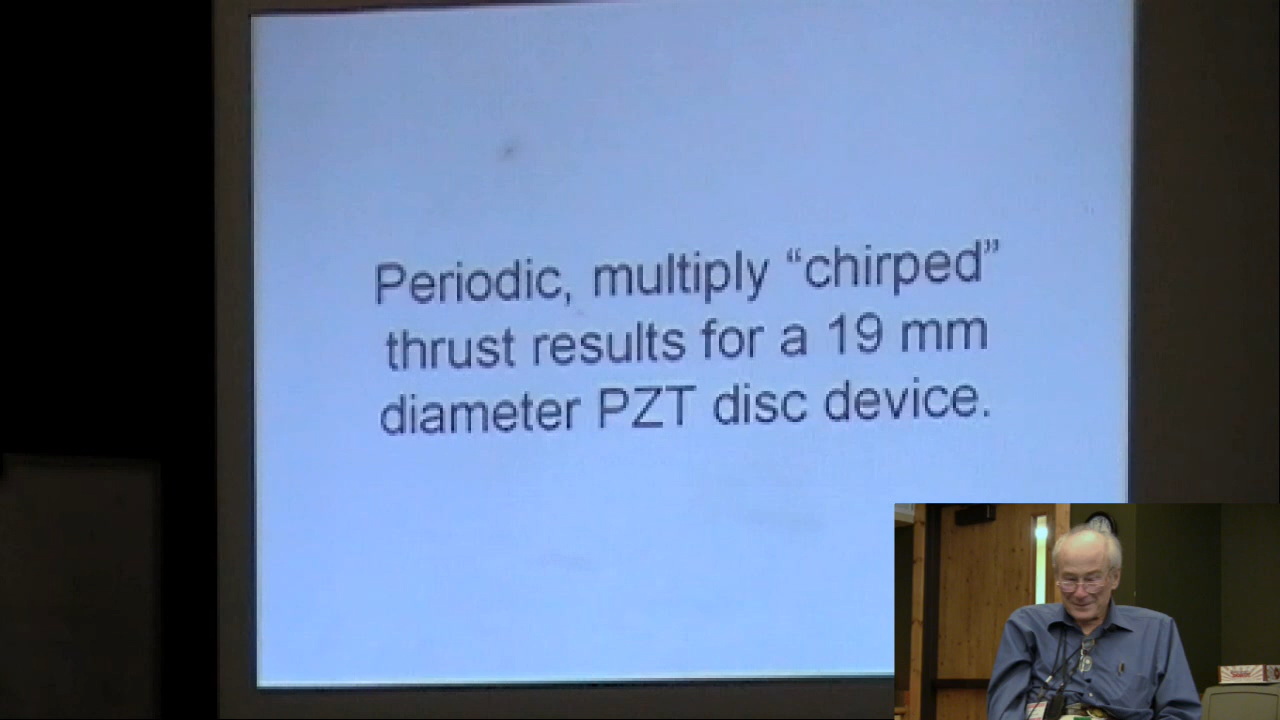 Periodic, multiply “chirped”
thrust results for a 19 mm
diameter PZT disc device.